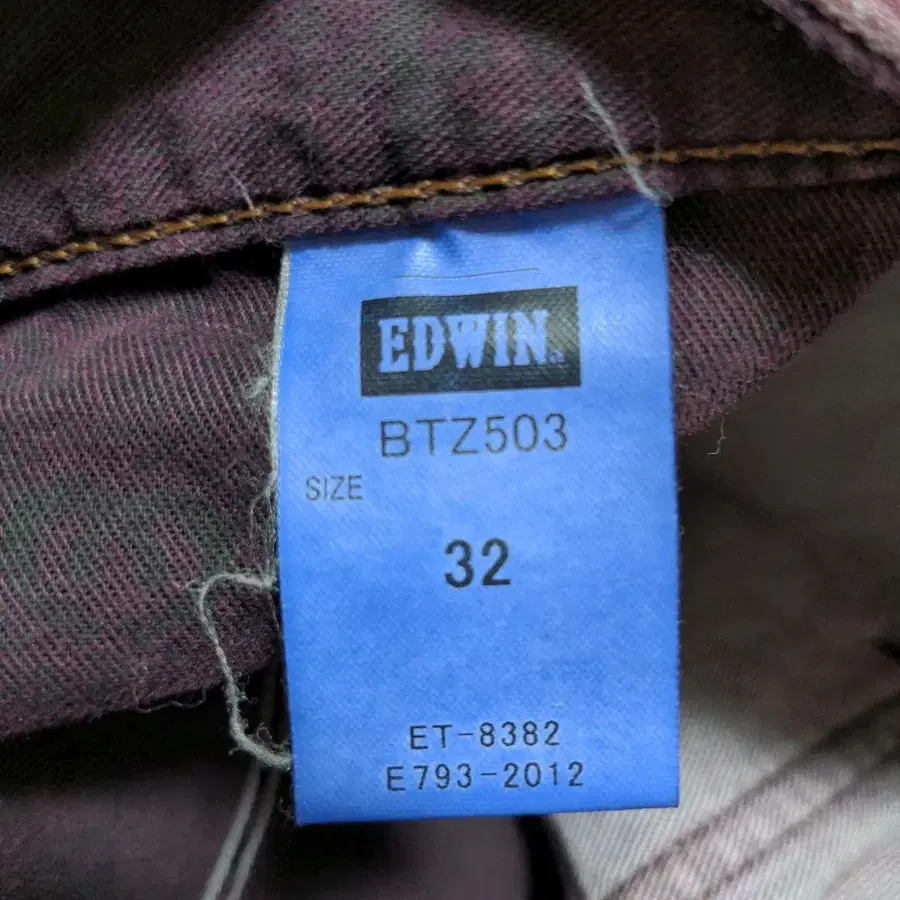 EDWIN.
BTZ503
SIZE
32
ET-8382
E793-2012